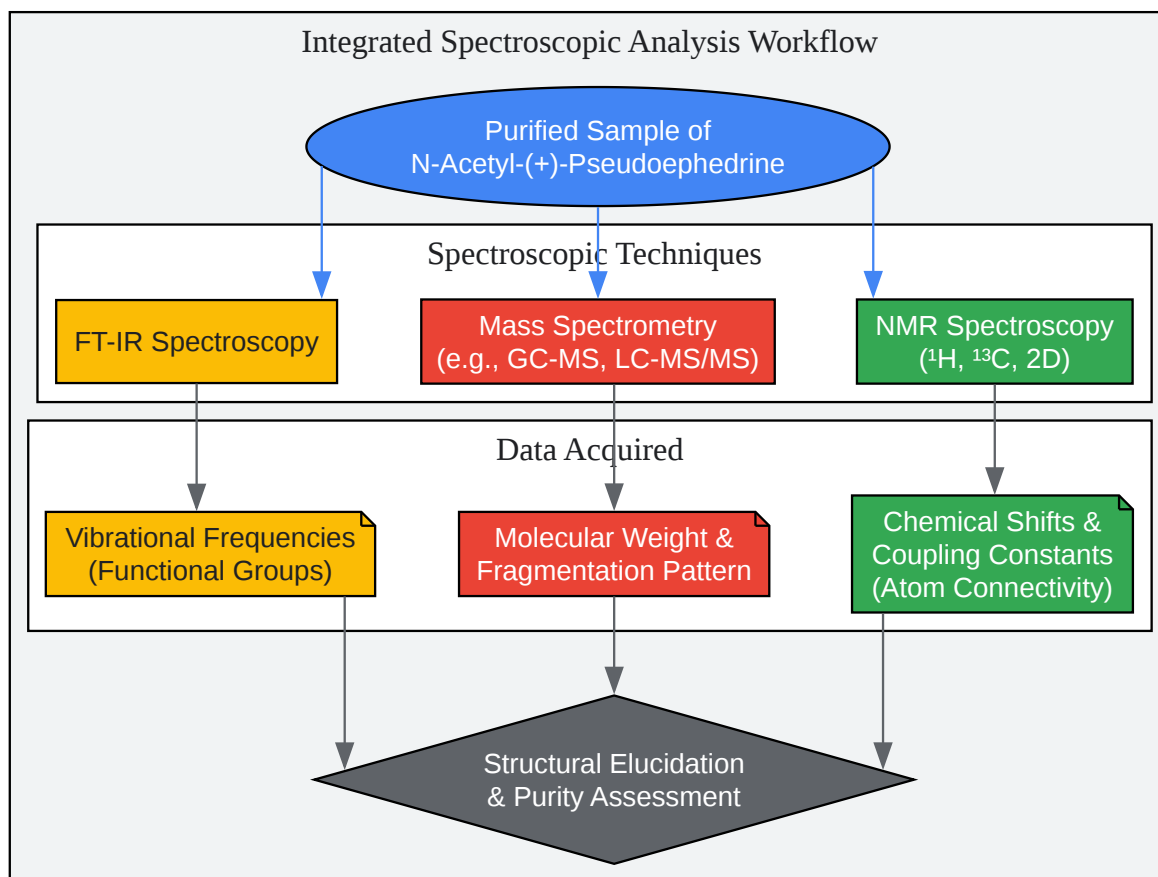 Integrated Spectroscopic Analysis Workflow
Purified Sample of
N-Acetyl-(+)-Pseudoephedrine
Spectroscopic Techniques
FT-IR Spectroscopy
Mass Spectrometry
(e.g., GC-MS, LC-MS/MS)
NMR Spectroscopy
(¹H, ¹³C, 2D)
Data Acquired
Vibrational Frequencies
(Functional Groups)
Molecular Weight &
Fragmentation Pattern
Chemical Shifts &
Coupling Constants
(Atom Connectivity)
Structural Elucidation
& Purity Assessment